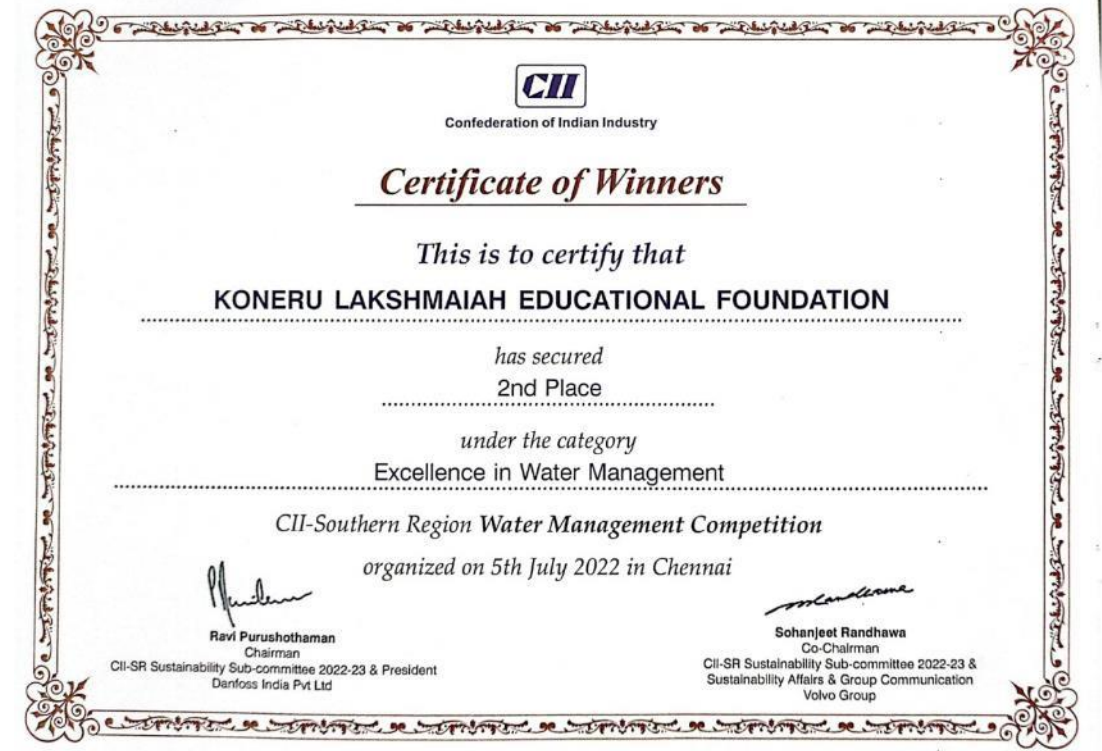 CII
Confederation of Indian Industry
Certificate of Winners
This is to certify that
KONERU LAKSHMAIAH EDUCATIONAL FOUNDATION
has secured
2nd Place
under the category
Excellence in Water Management
CII-Southern Region Water Management Competition
organized on 5th July 2022 in Chennai
Ravi Purushothaman
Chairman
CII-SR Sustainability Sub-committee 2022-23 & President
Danfoss India Pvt Ltd
Sohanjeet Randhawa
Co-Chairman
CII-SR Sustainability Sub-committee 2022-23 &
Sustainability Affairs & Group Communication
Volvo Group